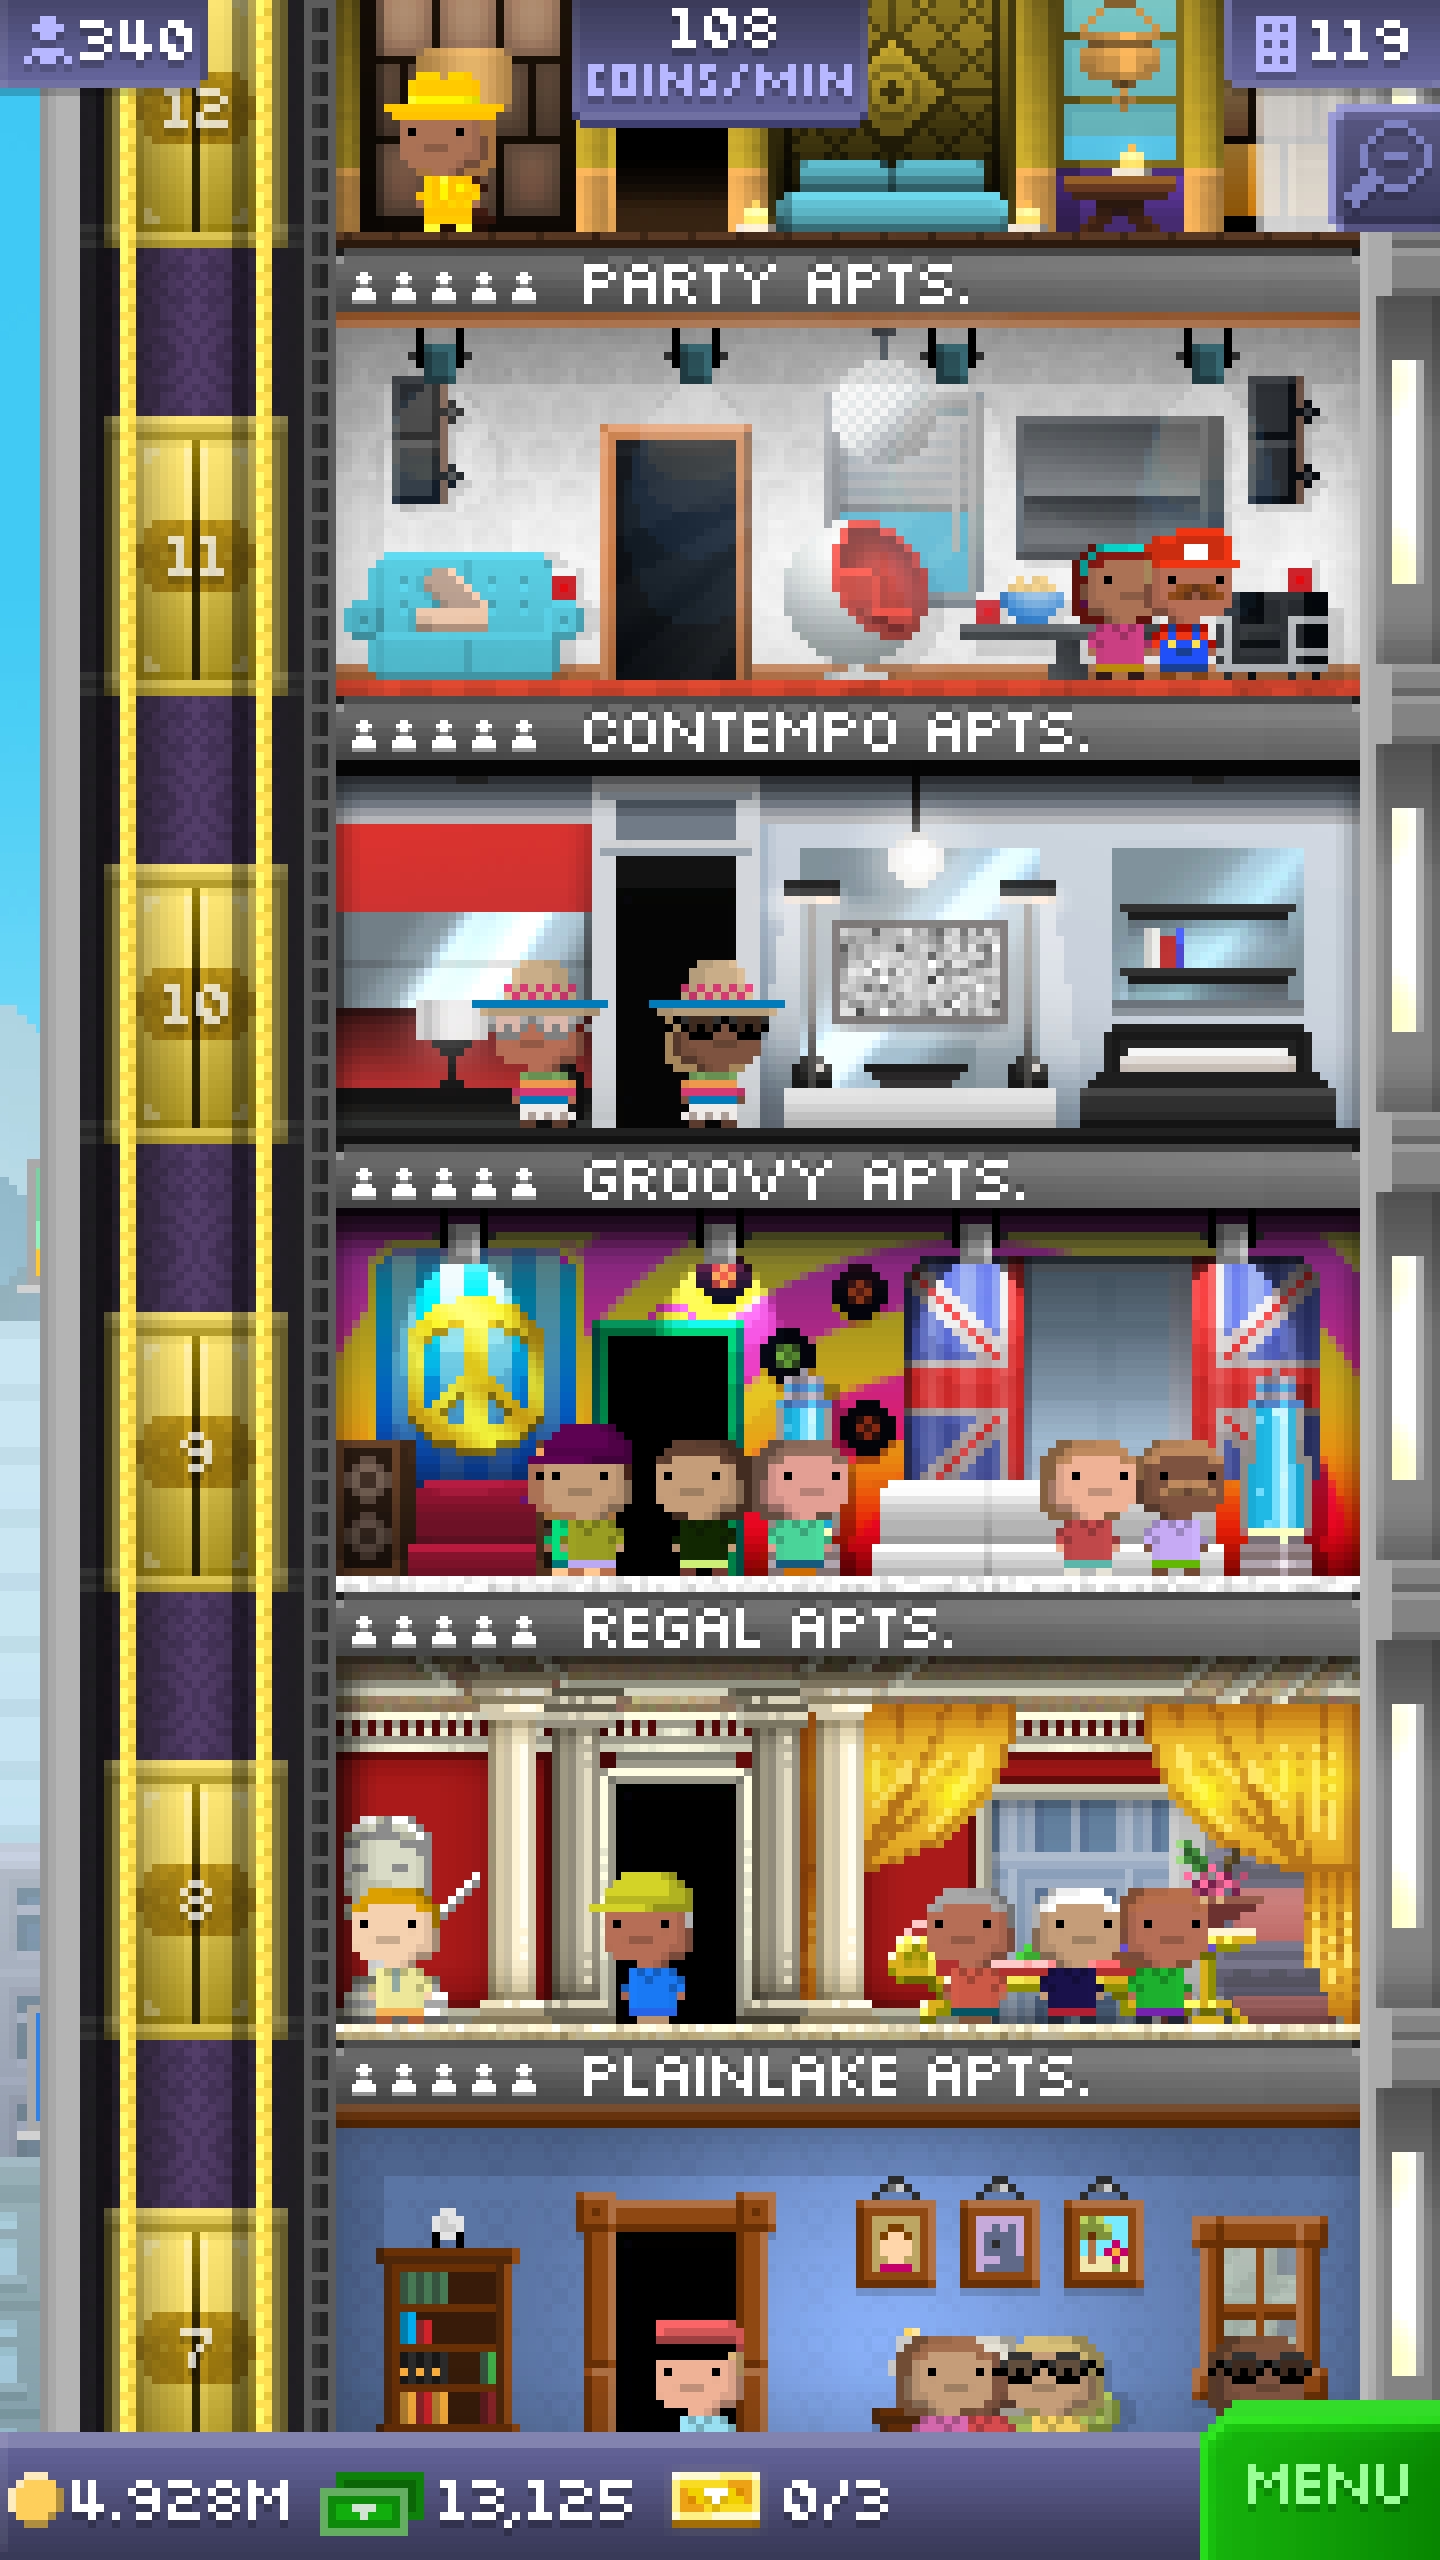 340
108
COINS/MIN
119
12
PARTY APTS.
11
CONTEMPO APTS.
10
GROOVY APTS.
9
REGAL APTS.
8
PLAINLAKE APTS.
7
4.928M 13,125 0/3 MENU